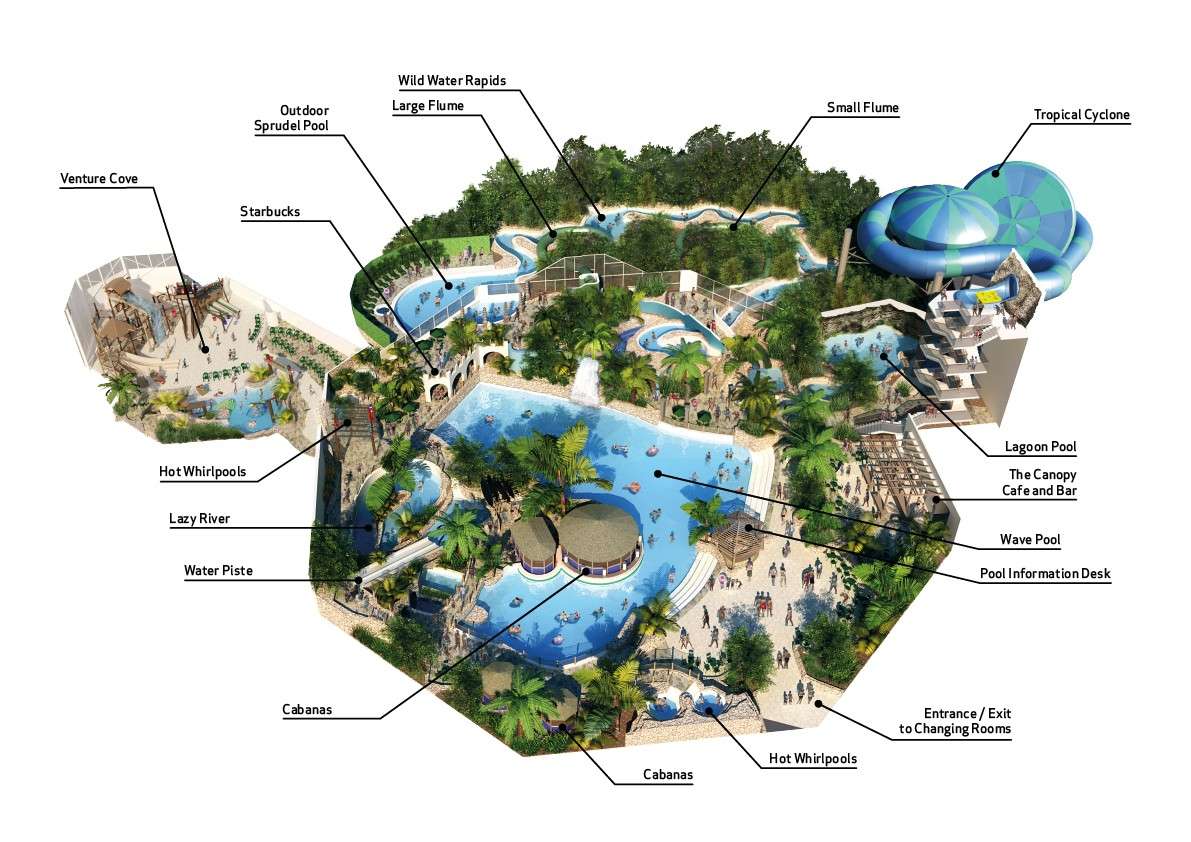 Wild Water Rapids
Large Flume
Small Flume
Outdoor
Sprudel Pool
Tropical Cyclone
Venture Cove
Starbucks
Lagoon Pool
Hot Whirlpools
The Canopy
Cafe and Bar
Lazy River
Wave Pool
Water Piste
Pool Information Desk
Cabanas
Entrance / Exit
to Changing Rooms
Hot Whirlpools
Cabanas